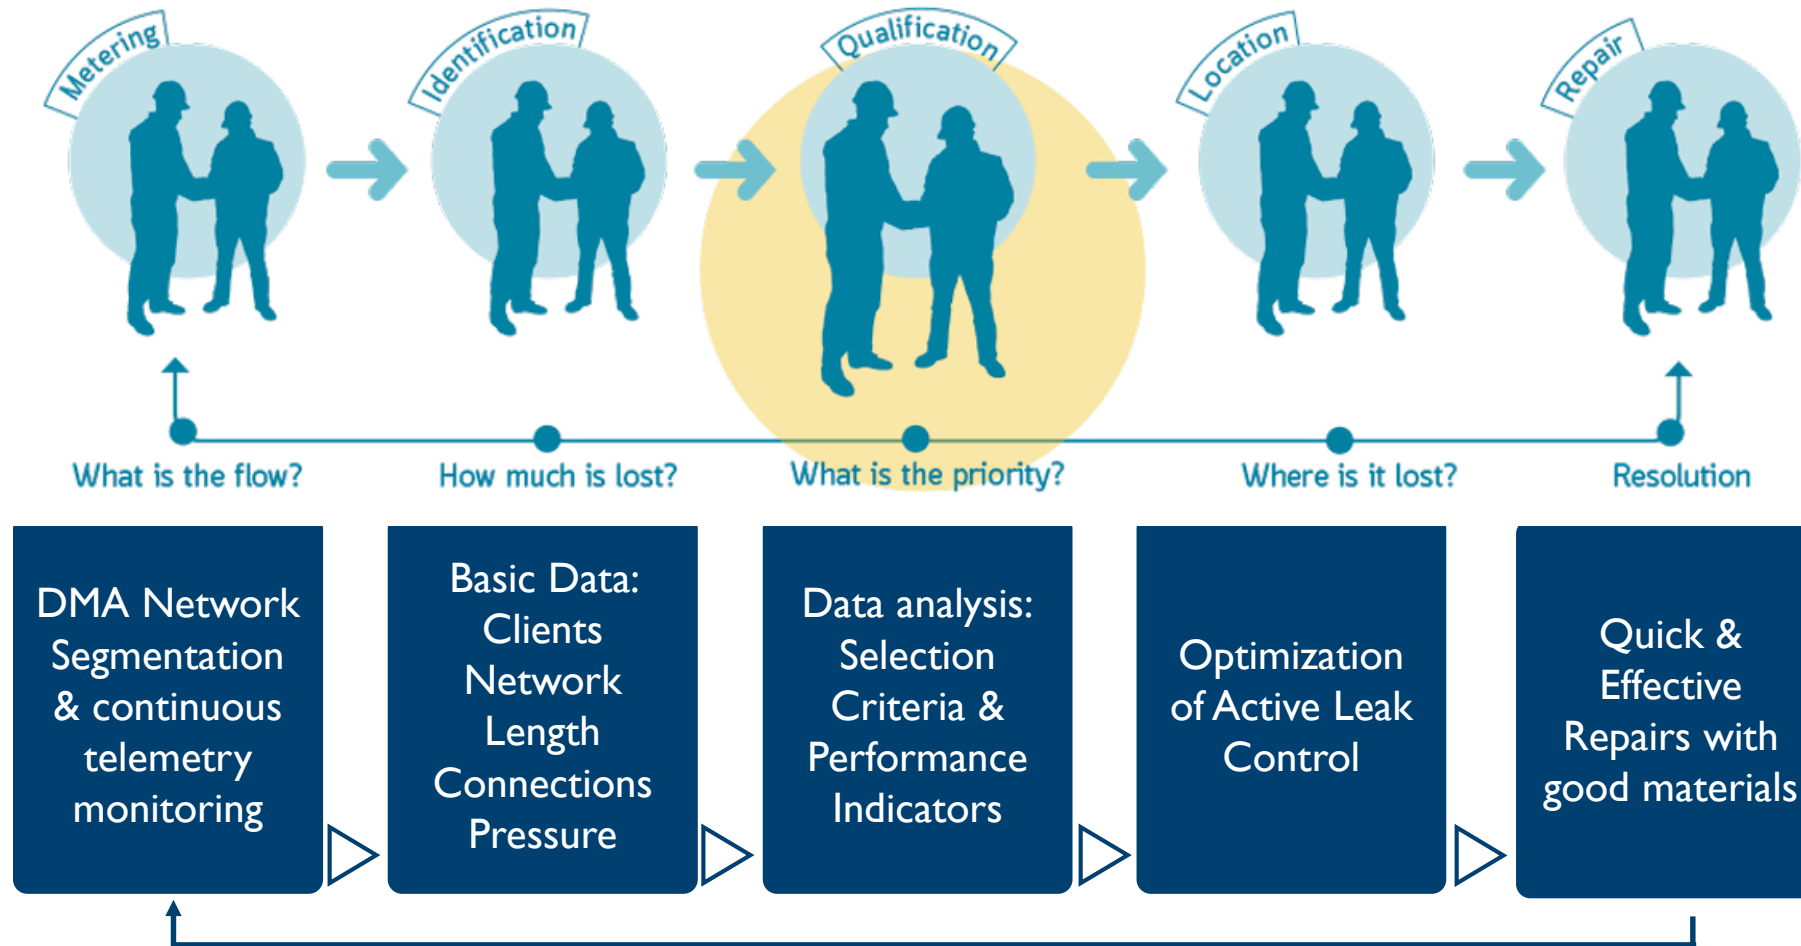 Metering
Identification
Qualification
Location
Repair
What is the flow?
How much is lost?
What is the priority?
Where is it lost?
Resolution
DMA Network
Segmentation
& continuous
telemetry
monitoring
Basic Data:
Clients
Network
Length
Connections
Pressure
Data analysis:
Selection
Criteria &
Performance
Indicators
Optimization
of Active Leak
Control
Quick &
Effective
Repairs with
good materials